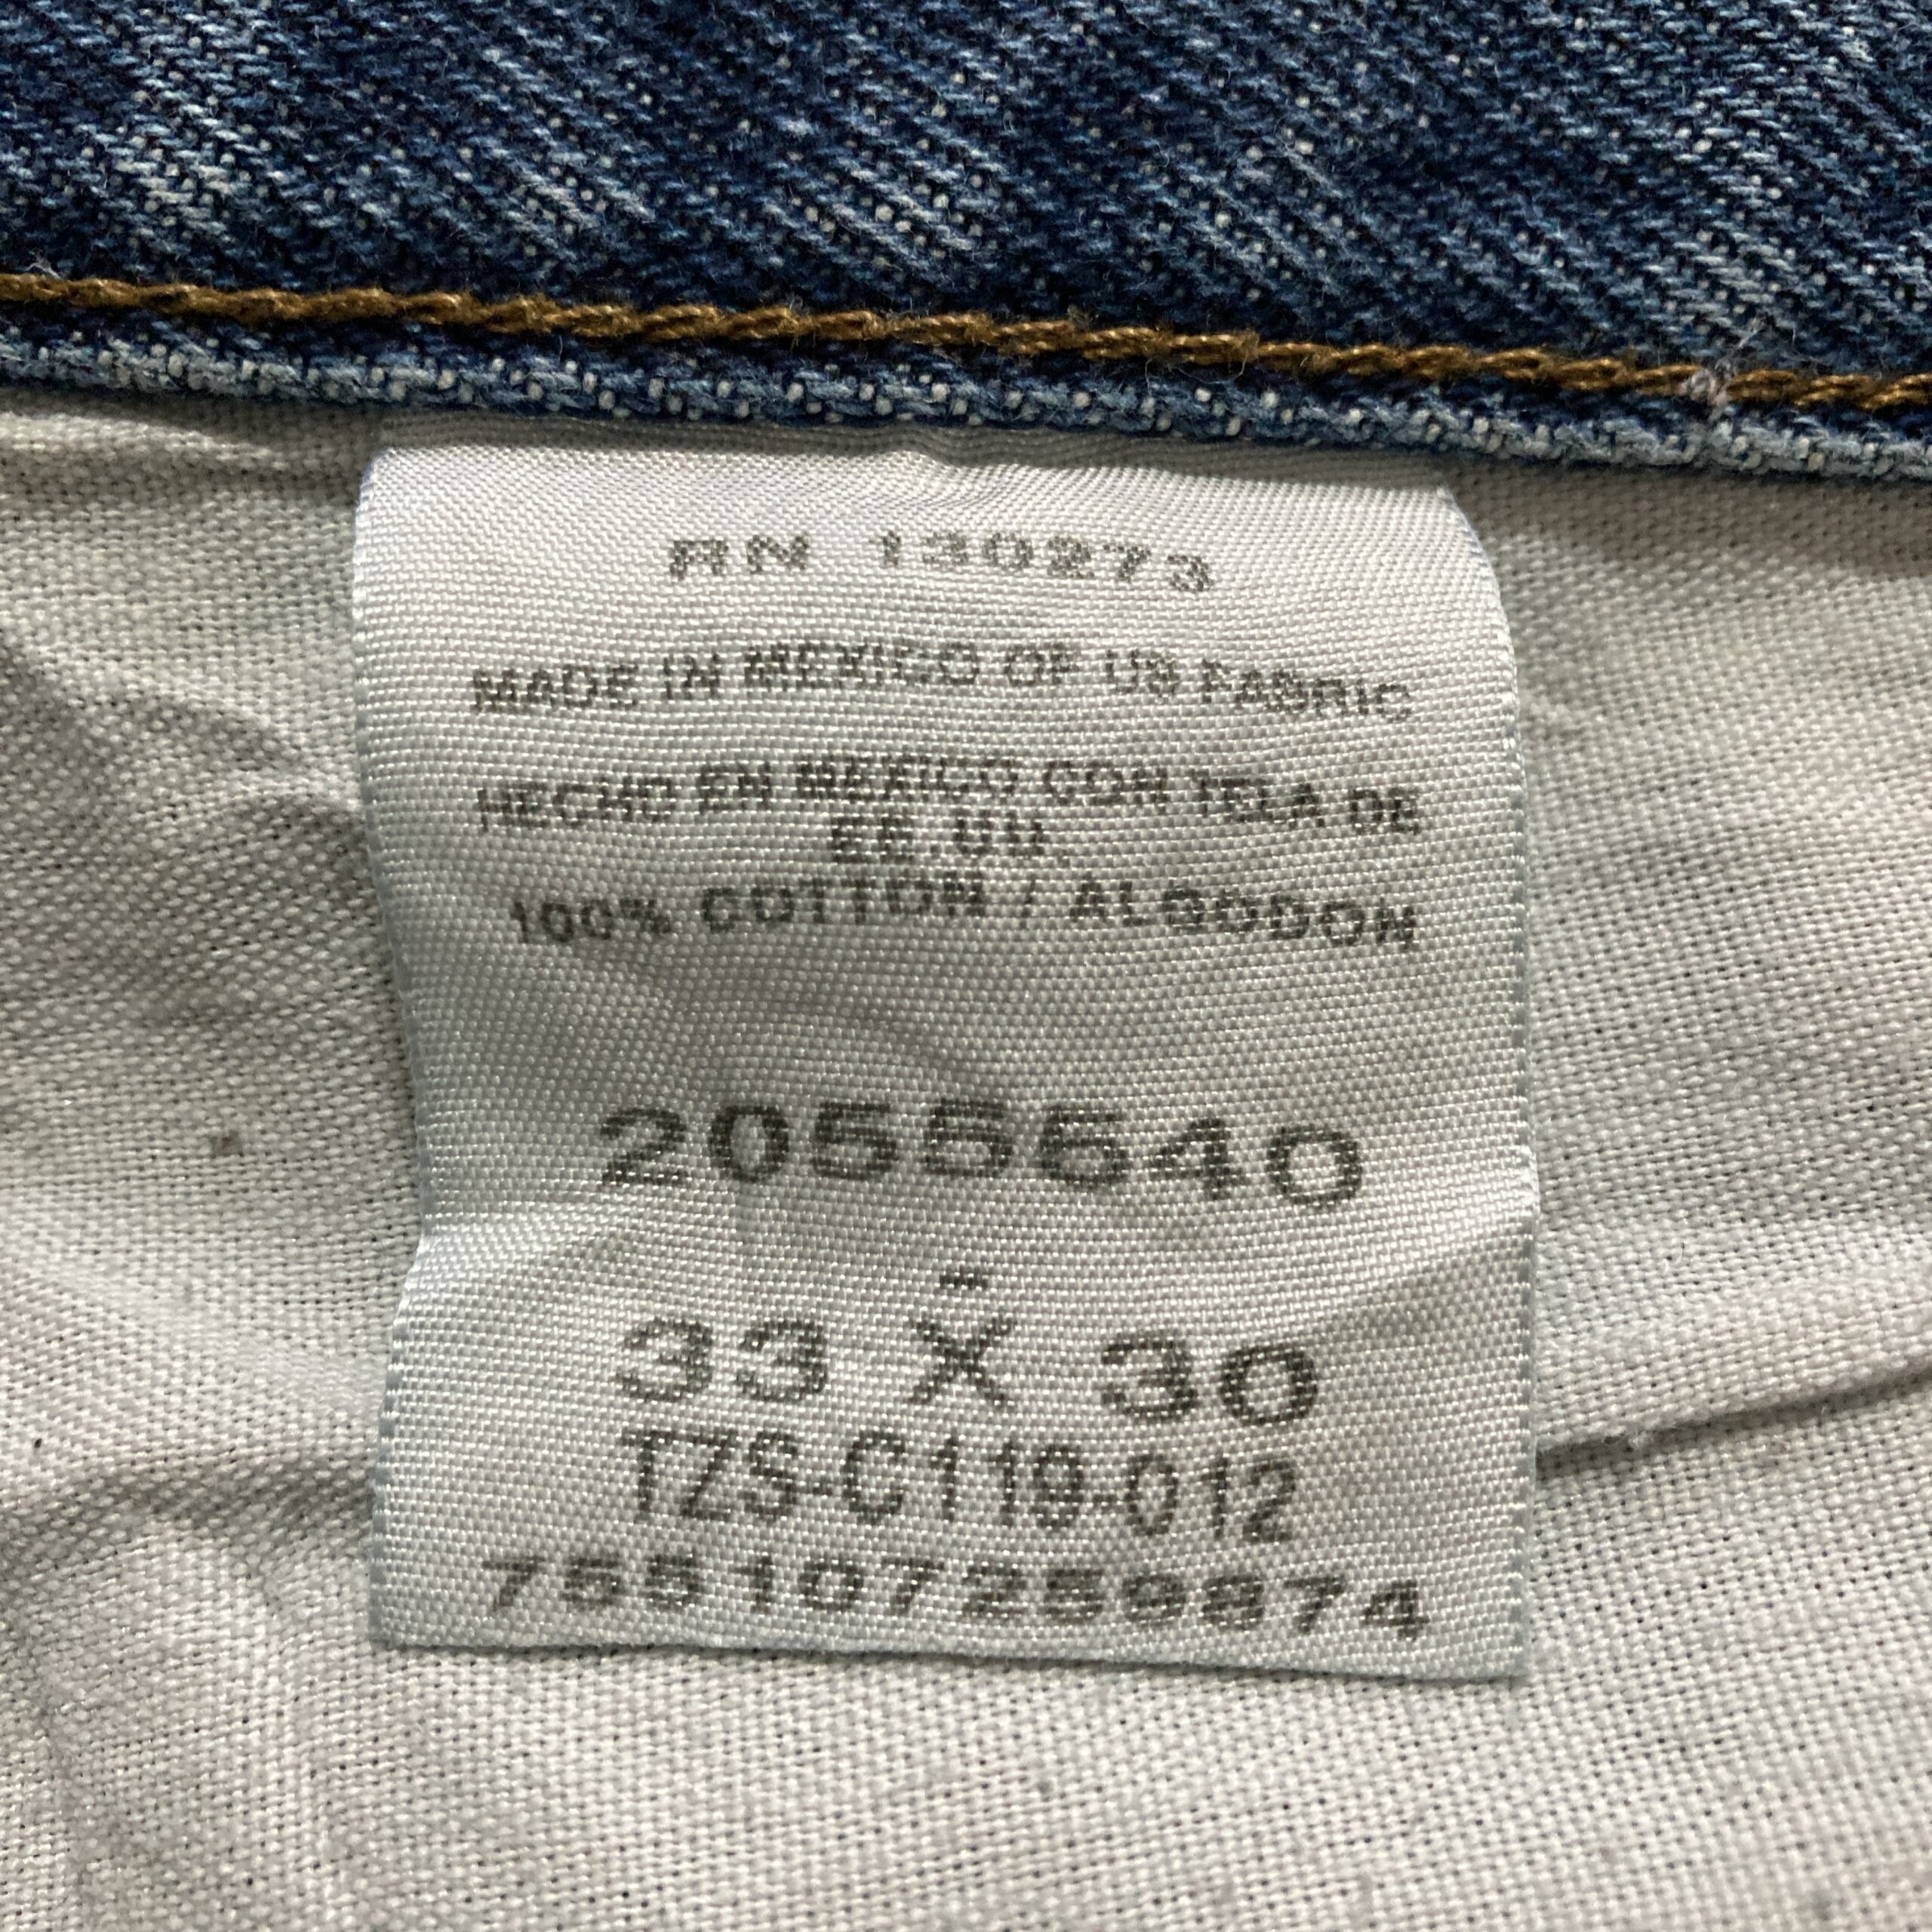 RN 130273
MADE IN MEXICO OF US FABRIC
HECHO EN MEXICO CON TELA DE
EE UU.
100% COTTON / ALGODON
2055540
-
33 X 30
TZS-C119-012
755107259874